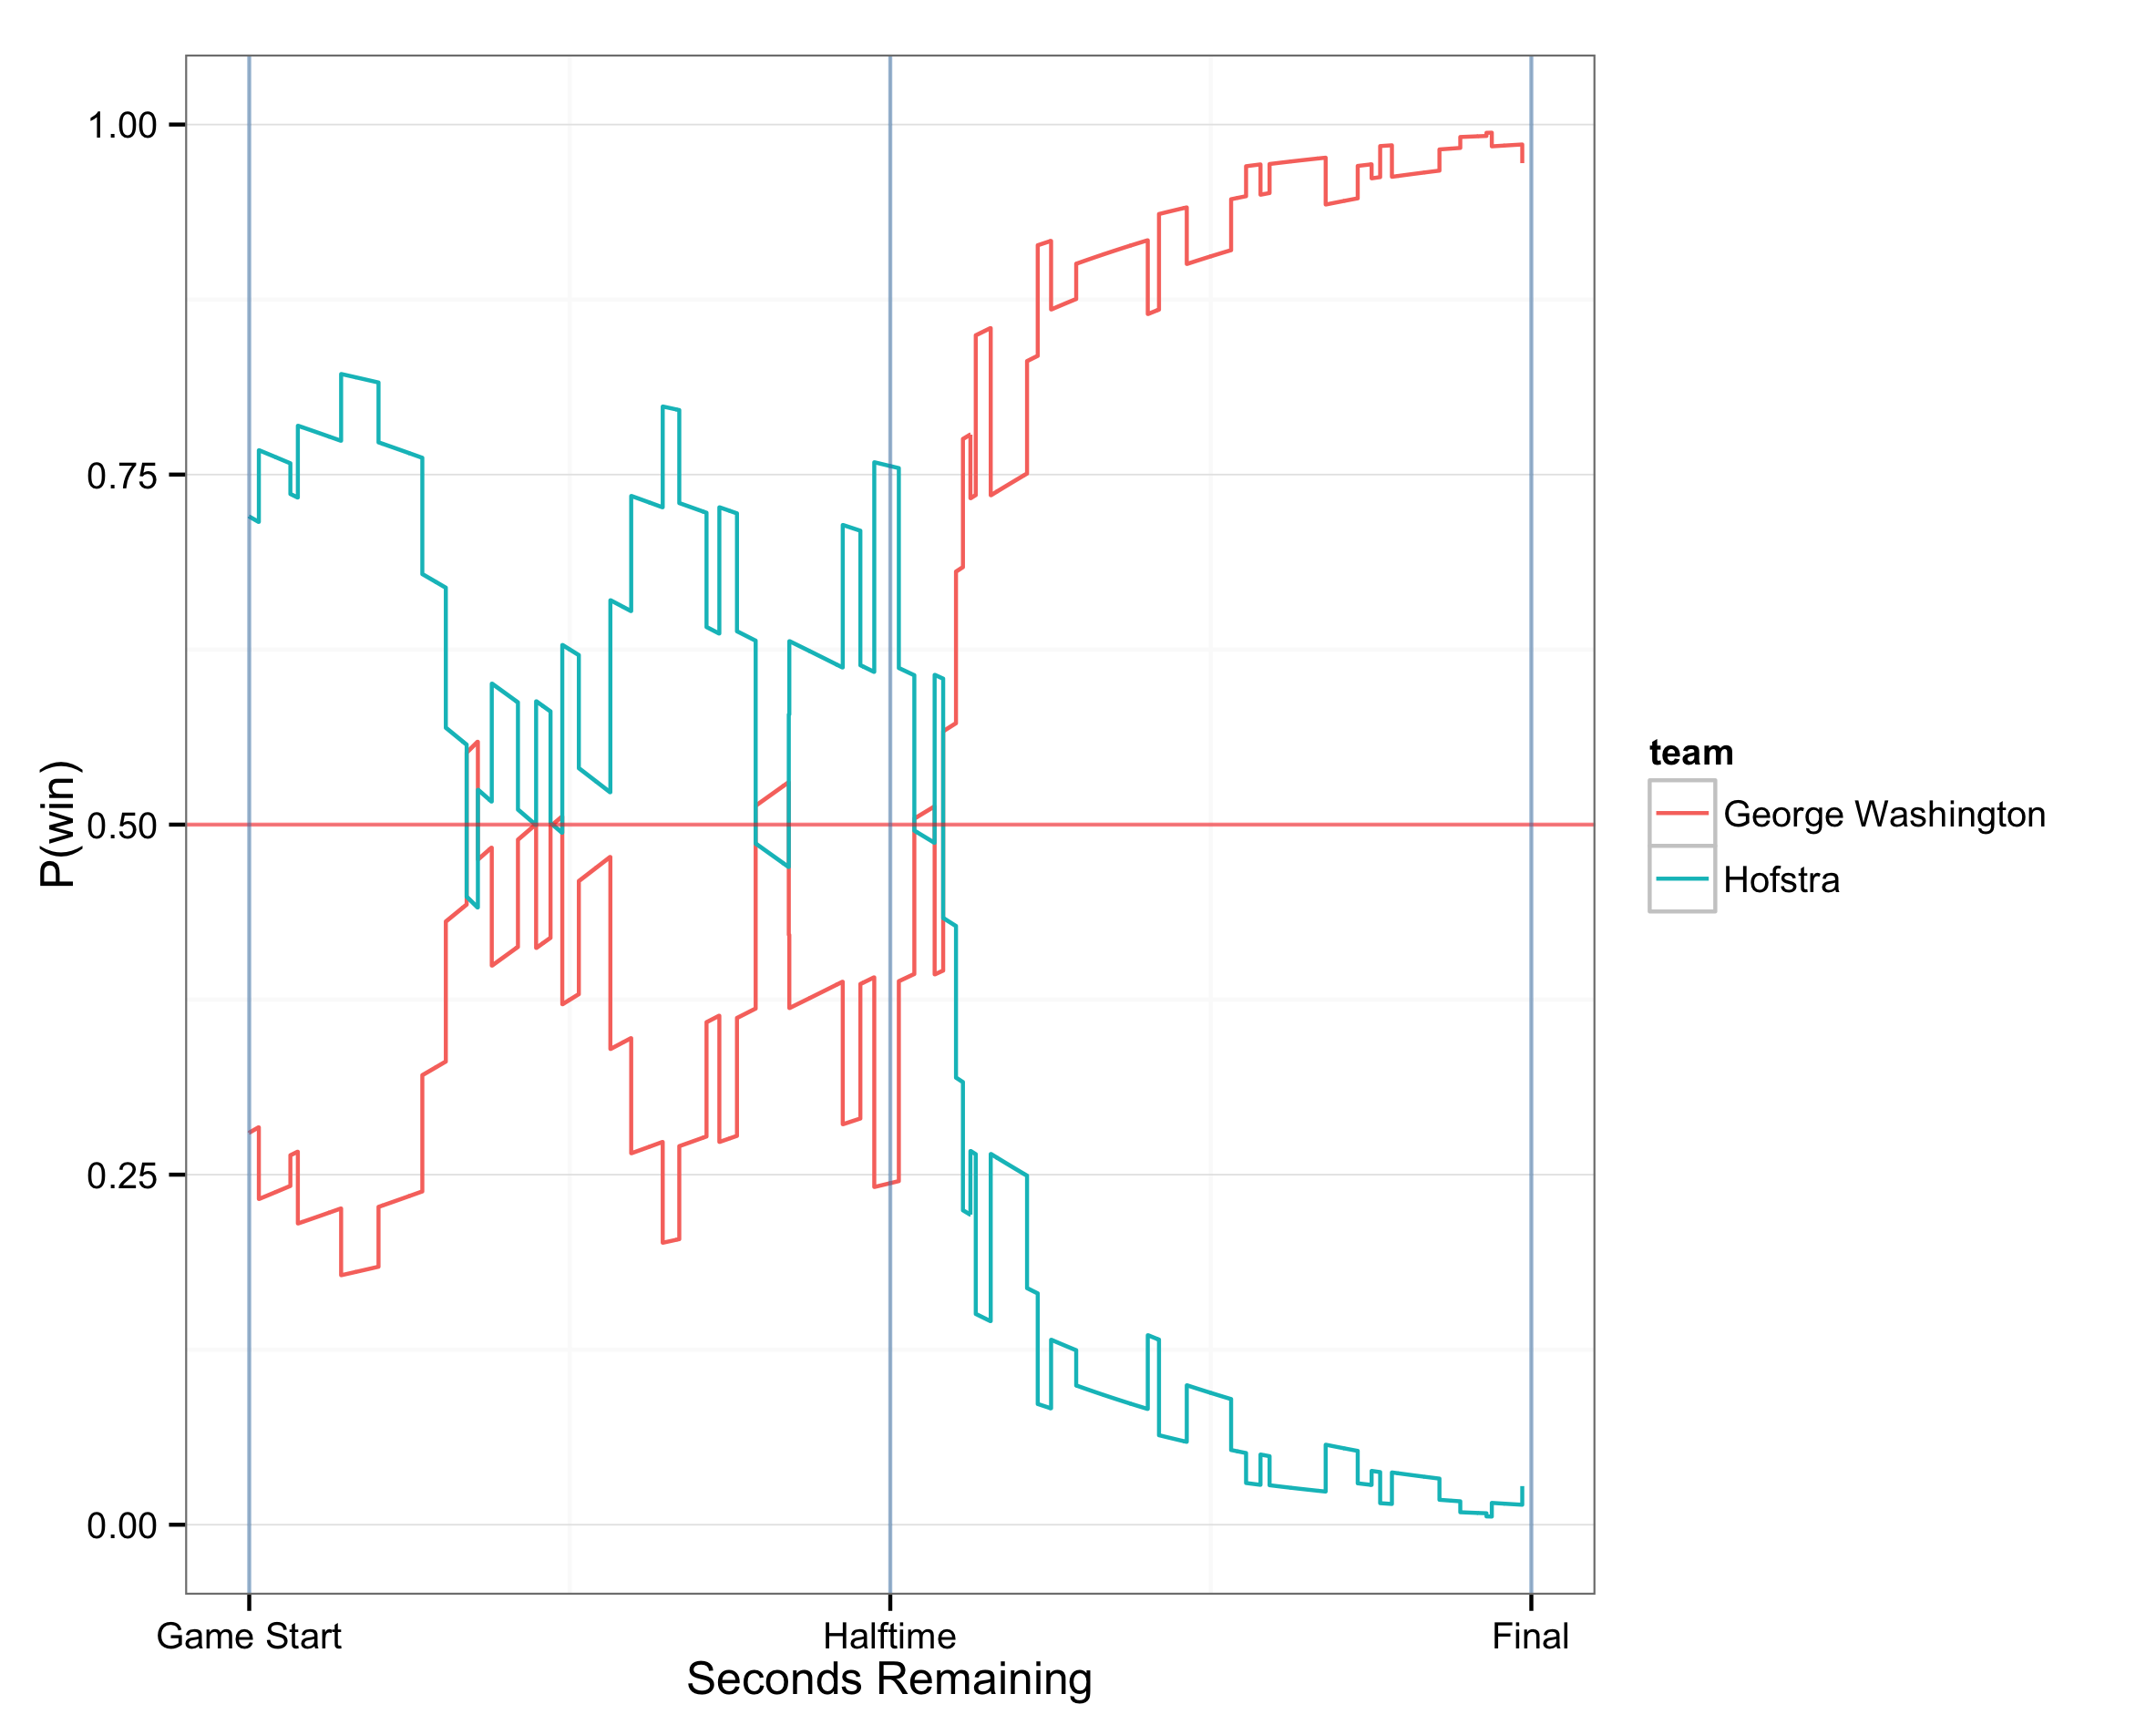 1.00
0.75
0.50
0.25
0.00
P(win)
Game Start
Halftime
Final
Seconds Remaining
team
George Washington
Hofstra